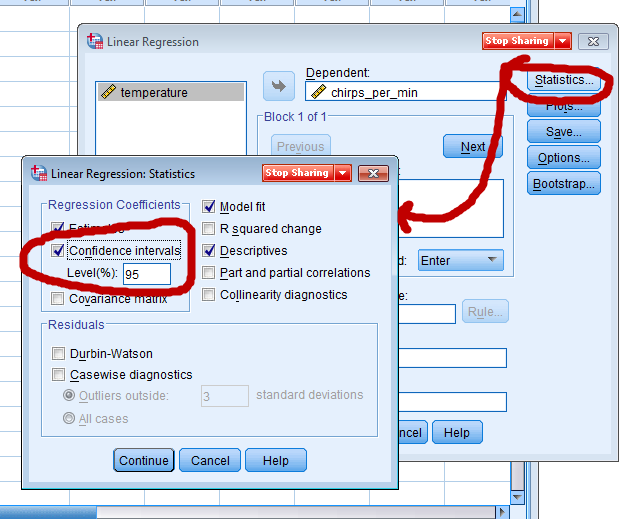 Linear Regression
Stop Sharing
temperature
Dependent:
chirps_per_min
Block 1 of 1
Previous
Next
Enter
Rule...
Statistics...
Plots...
Save...
Options...
Bootstrap...
Help
Linear Regression: Statistics
Stop Sharing
Regression Coefficients
Estimates
Confidence intervals
Level(%): 95
Covariance matrix
Model fit
R squared change
Descriptives
Part and partial correlations
Collinearity diagnostics
Residuals
Durbin-Watson
Casewise diagnostics
Outliers outside: 3 standard deviations
All cases
Continue
Cancel
Help